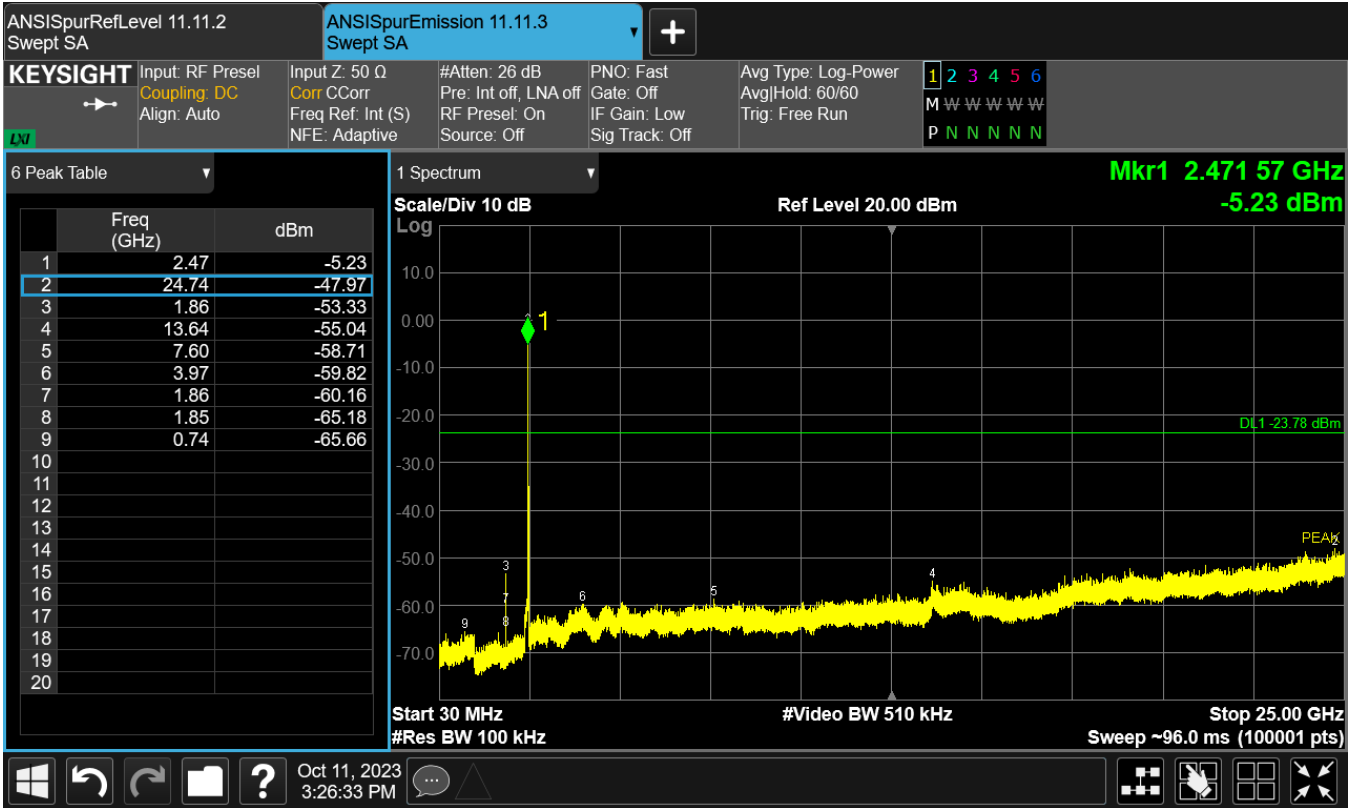 ANSISpurRefLevel 11.11.2
Swept SA
ANSISpurEmission 11.11.3
Swept SA
KEYSIGHT
LXI
Input: RF Presel
Coupling: DC
Align: Auto
Input Z: 50 Ω
Corr CCorr
Freq Ref: Int (S)
NFE: Adaptive
#Atten: 26 dB
Pre: Int off, LNA off
RF Presel: On
Source: Off
PNO: Fast
Gate: Off
IF Gain: Low
Sig Track: Off
Avg Type: Log-Power
Avg|Hold: 60/60
Trig: Free Run
1 2 3 4 5 6
M W W W W W
P N N N N N
6 Peak Table
Freq (GHz) dBm
1 2.47 -5.23
2 24.74 -47.97
3 1.86 -53.33
4 13.64 -55.04
5 7.60 -58.71
6 3.97 -59.82
7 1.86 -60.16
8 1.85 -65.18
9 0.74 -65.66
10
11
12
13
14
15
16
17
18
19
20
1 Spectrum
Mkr1 2.471 57 GHz
-5.23 dBm
Scale/Div 10 dB
Ref Level 20.00 dBm
Log
10.0
0.00
-10.0
-20.0
-30.0
-40.0
-50.0
-60.0
-70.0
1
DL1 -23.78 dBm
PEAK
2
3
7
8
9
6
5
4
Start 30 MHz
#Video BW 510 kHz
Stop 25.00 GHz
#Res BW 100 kHz
Sweep ~96.0 ms (100001 pts)
?
Oct 11, 2023
3:26:33 PM